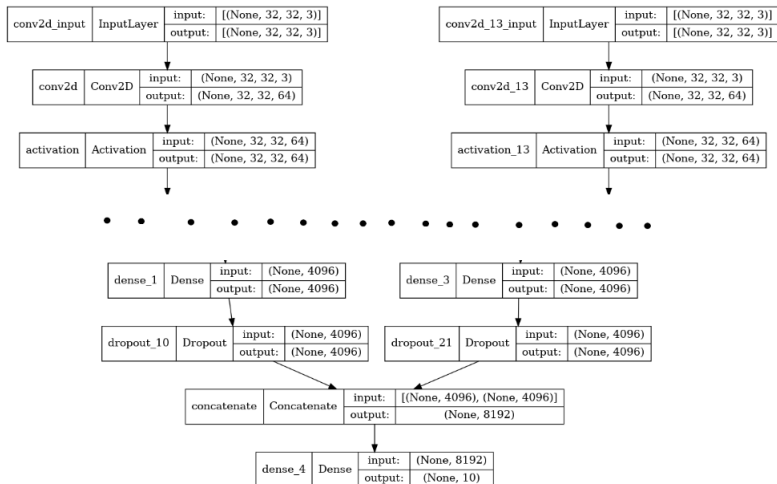 conv2d_input InputLayer input: [(None, 32, 32, 3)]
output: [(None, 32, 32, 3)]
conv2d_13_input InputLayer input: [(None, 32, 32, 3)]
output: [(None, 32, 32, 3)]
conv2d Conv2D input: (None, 32, 32, 3)
output: (None, 32, 32, 64)
conv2d_13 Conv2D input: (None, 32, 32, 3)
output: (None, 32, 32, 64)
activation Activation input: (None, 32, 32, 64)
output: (None, 32, 32, 64)
activation_13 Activation input: (None, 32, 32, 64)
output: (None, 32, 32, 64)
dense_1 Dense input: (None, 4096)
output: (None, 4096)
dense_3 Dense input: (None, 4096)
output: (None, 4096)
dropout_10 Dropout input: (None, 4096)
output: (None, 4096)
dropout_21 Dropout input: (None, 4096)
output: (None, 4096)
concatenate Concatenate input: [(None, 4096), (None, 4096)]
output: (None, 8192)
dense_4 Dense input: (None, 8192)
output: (None, 10)